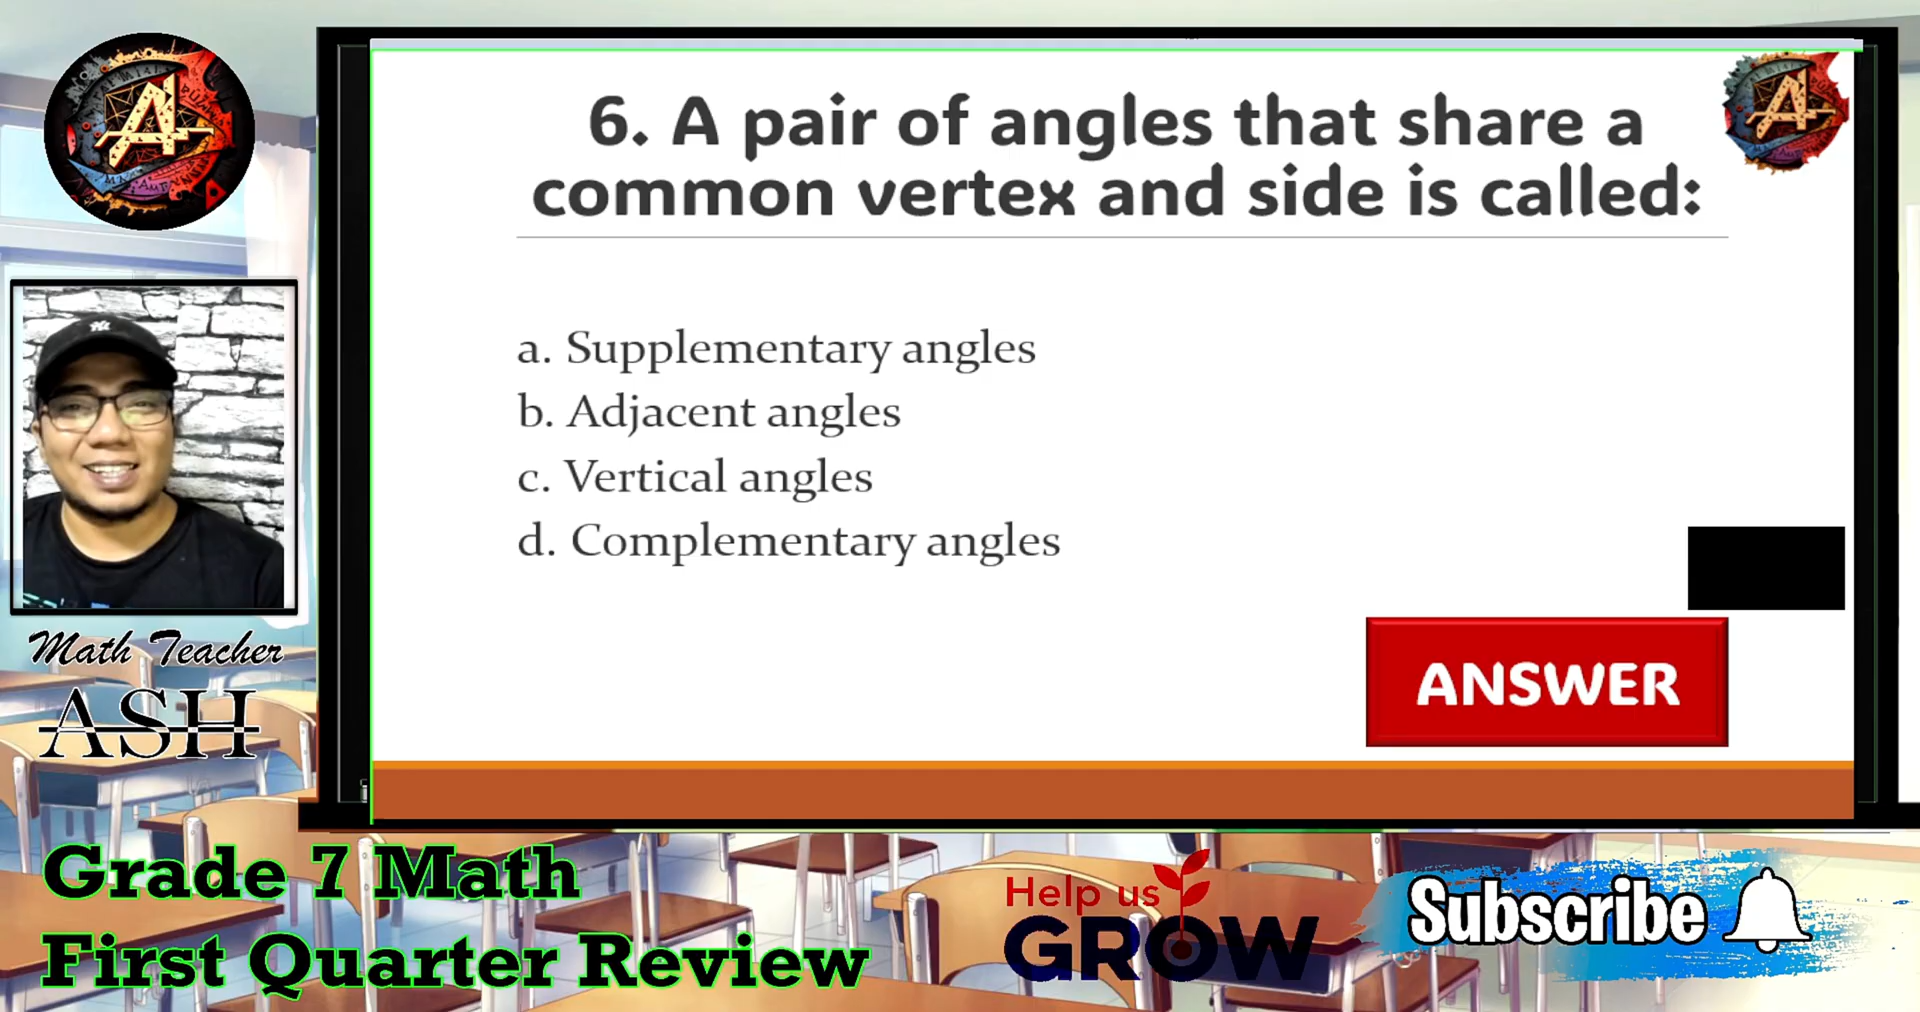 6. A pair of angles that share a
common vertex and side is called:
a. Supplementary angles
b. Adjacent angles
c. Vertical angles
d. Complementary angles
ANSWER
Math Teacher
ASH
Grade 7 Math
First Quarter Review
Help us
GROW
Subscribe